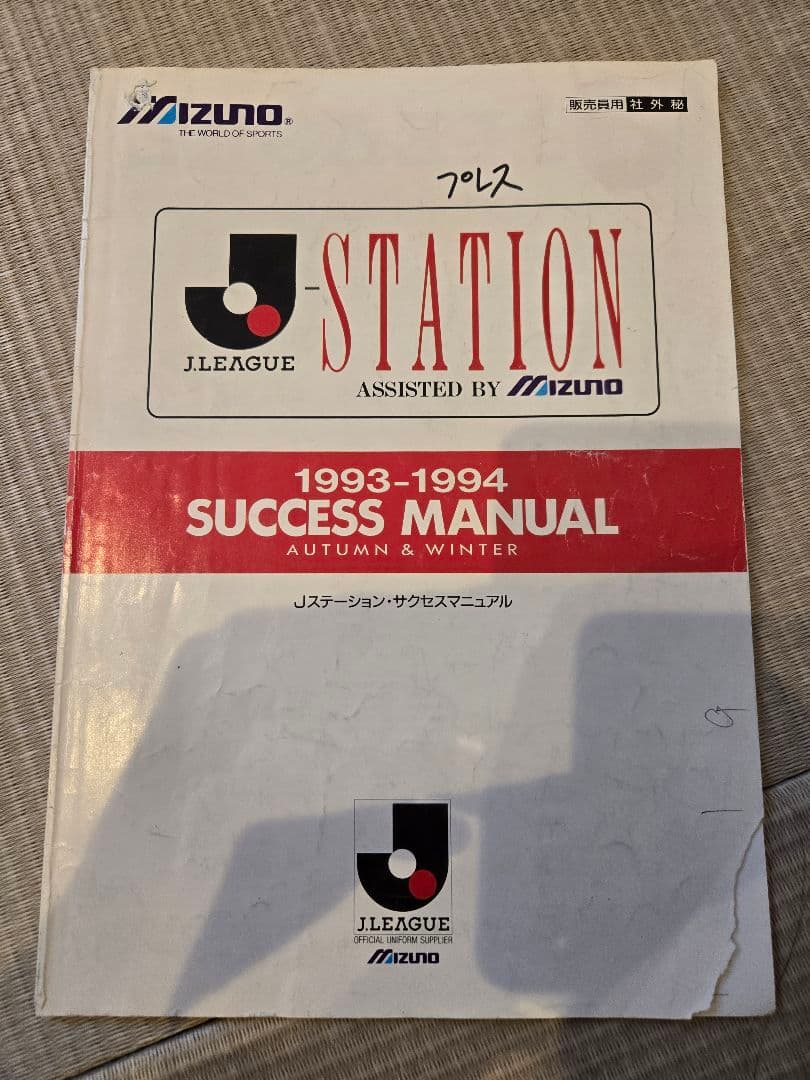 MIZUNO®
THE WORLD OF SPORTS
販売員用 社外秘
プレス
J-STATION
J.LEAGUE
ASSISTED BY MIZUNO
1993-1994
SUCCESS MANUAL
AUTUMN & WINTER
Jステーション・サクセスマニュアル
J.LEAGUE
OFFICIAL UNIFORM SUPPLIER
MIZUNO